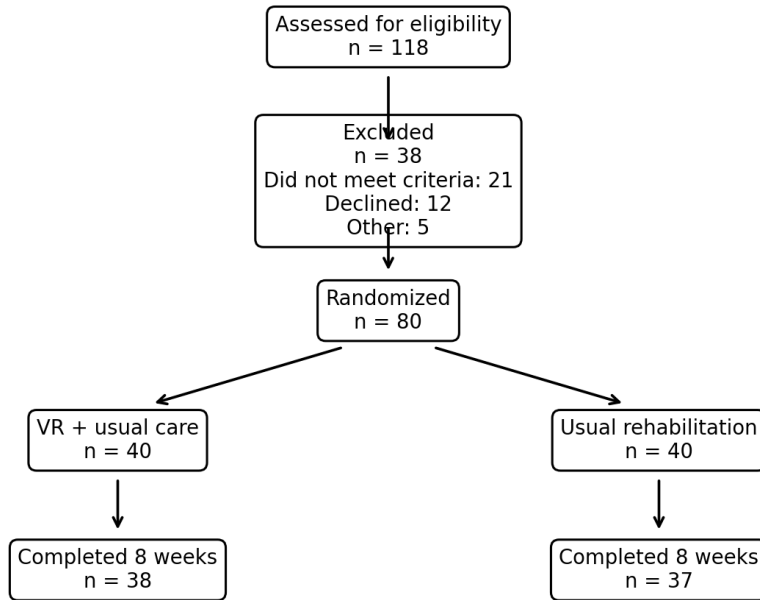 Assessed for eligibility
n = 118
Excluded
n = 38
Did not meet criteria: 21
Declined: 12
Other: 5
Randomized
n = 80
VR + usual care
n = 40
Usual rehabilitation
n = 40
Completed 8 weeks
n = 38
Completed 8 weeks
n = 37